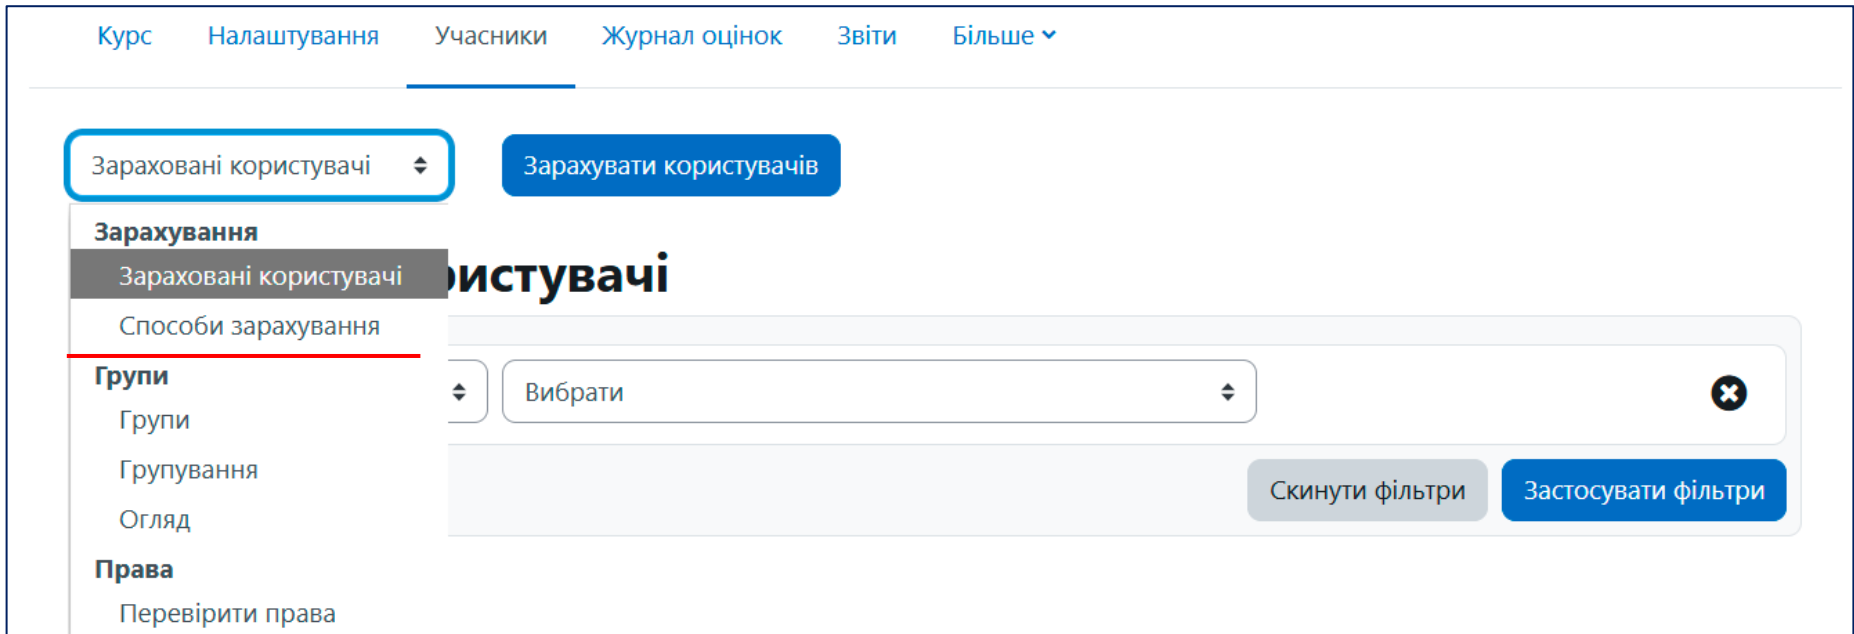 Курс Налаштування Учасники Журнал оцінок Звіти Більше
Зараховані користувачі Зарахувати користувачів
Зарахування
Зараховані користувачі
истувачі
Способи зарахування
Групи
Вибрати
Групи
Групування
Скинути фільтри Застосувати фільтри
Огляд
Права
Перевірити права